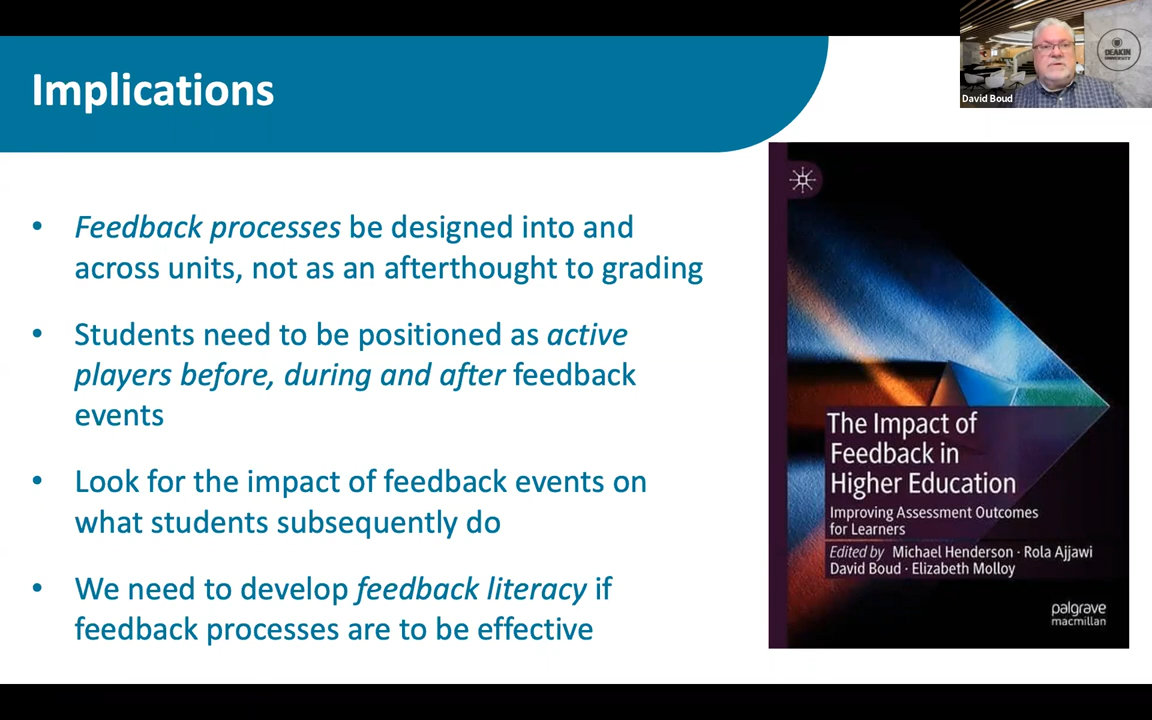 Implications
DEAKIN
UNIVERSITY
David Boud
• Feedback processes be designed into and
across units, not as an afterthought to grading
• Students need to be positioned as active
players before, during and after feedback
events
• Look for the impact of feedback events on
what students subsequently do
• We need to develop feedback literacy if
feedback processes are to be effective
The Impact of
Feedback in
Higher Education
Improving Assessment Outcomes
for Learners
Edited by Michael Henderson · Rola Ajjawi
David Boud · Elizabeth Molloy
palgrave
macmillan